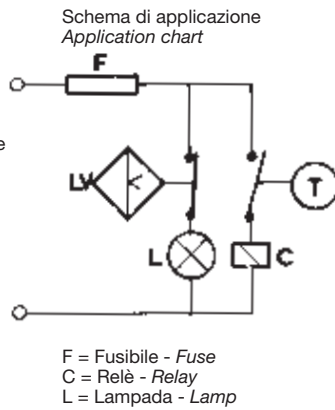 Schema di applicazione
Application chart
F
e
LV
T
L
C
F = Fusibile - Fuse
C = Relè - Relay
L = Lampada - Lamp